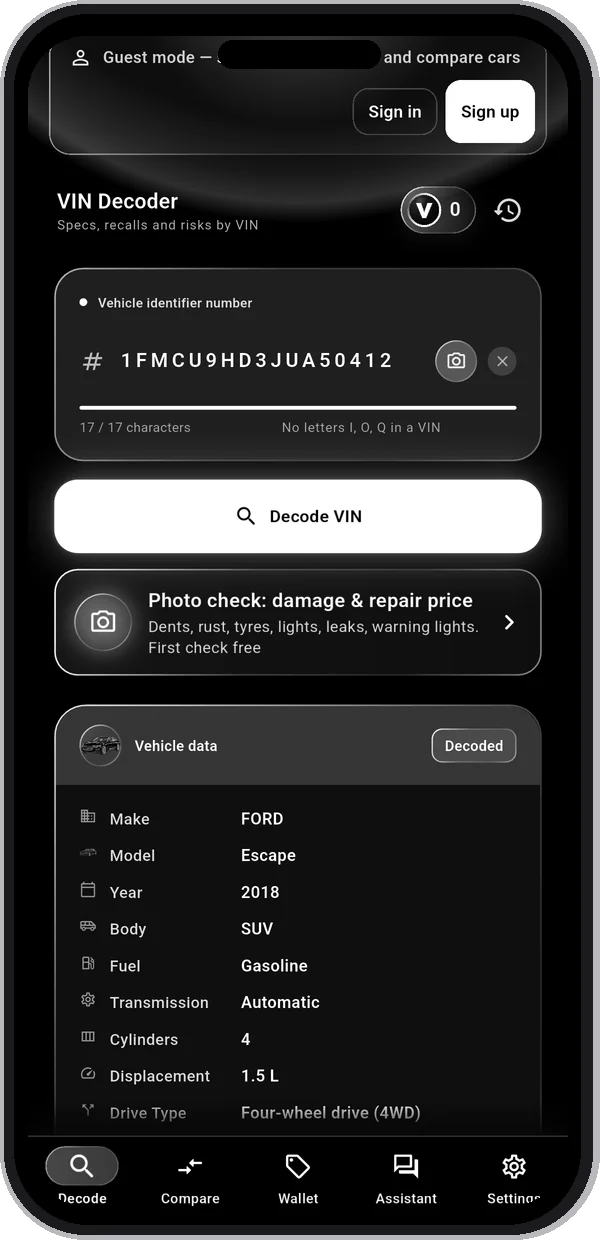 Guest mode — and compare cars
Sign in
Sign up
VIN Decoder
Specs, recalls and risks by VIN
V 0
Vehicle identifier number
# 1FMCU9HD3JUA50412
17 / 17 characters
No letters I, O, Q in a VIN
Decode VIN
Photo check: damage & repair price
Dents, rust, tyres, lights, leaks, warning lights.
First check free
Vehicle data
Decoded
Make FORD
Model Escape
Year 2018
Body SUV
Fuel Gasoline
Transmission Automatic
Cylinders 4
Displacement 1.5 L
Drive Type Four-wheel drive (4WD)
Decode
Compare
Wallet
Assistant
Settings